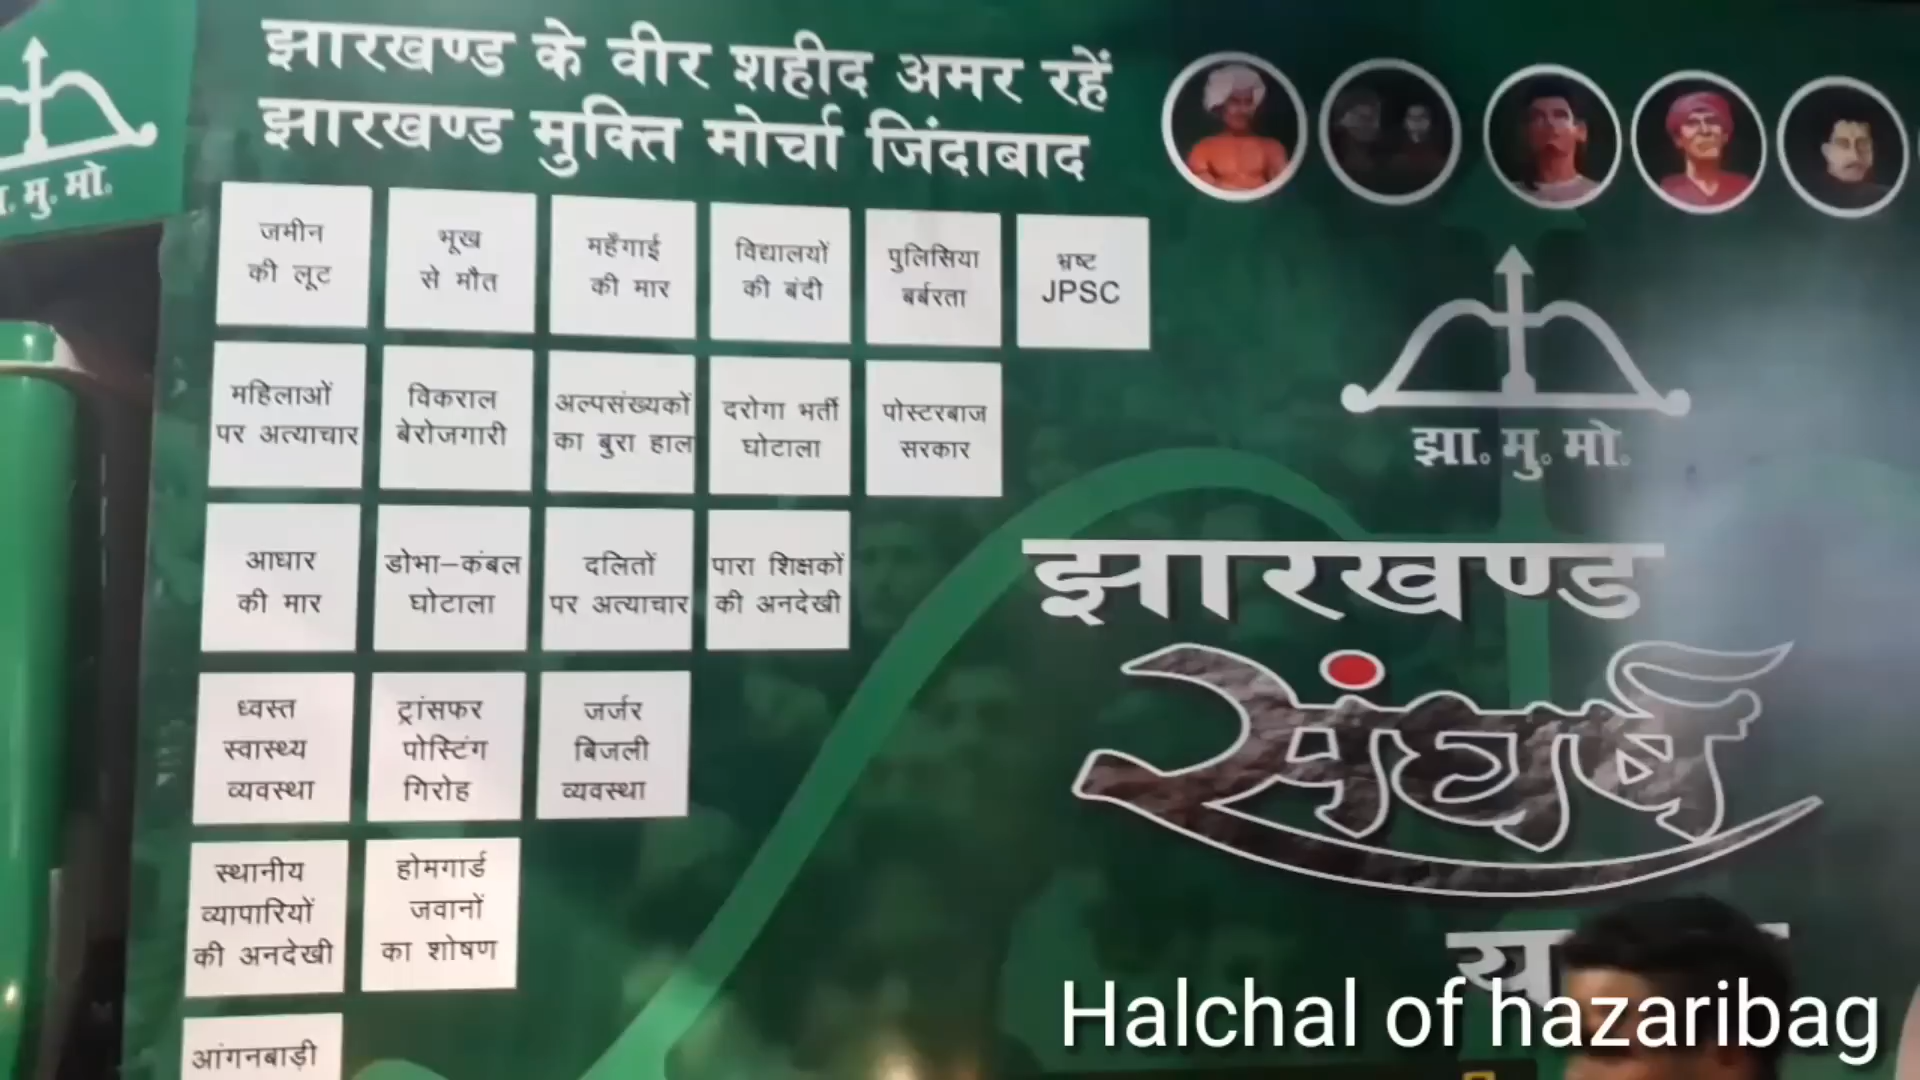 झारखण्ड के वीर शहीद अमर रहें
झारखण्ड मुक्ति मोर्चा जिंदाबाद
मु. मो.
जमीन
की लूट
भूख
से मौत
महँगाई
की मार
विद्यालयों
की बंदी
पुलिसिया
बर्बरता
भ्रष्ट
JPSC
महिलाओं
पर अत्याचार
विकराल
बेरोजगारी
अल्पसंख्यकों
का बुरा हाल
दरोगा भर्ती
घोटाला
पोस्टरबाज
सरकार
आधार
की मार
डोभा–कंबल
घोटाला
दलितों
पर अत्याचार
पारा शिक्षकों
की अनदेखी
ध्वस्त
स्वास्थ्य
व्यवस्था
ट्रांसफर
पोस्टिंग
गिरोह
जर्जर
बिजली
व्यवस्था
स्थानीय
व्यापारियों
की अनदेखी
होमगार्ड
जवानों
का शोषण
आंगनबाड़ी
झा. मु. मो.
झारखण्ड
संघर्ष
Halchal of hazaribag